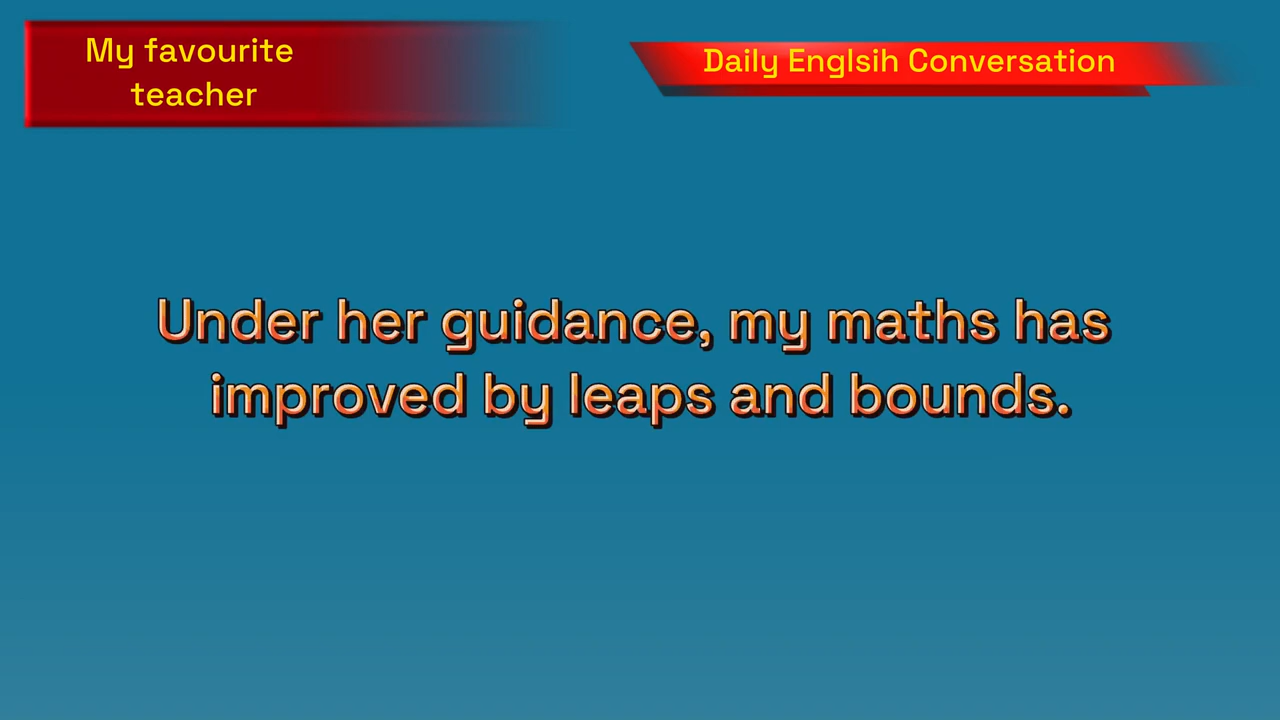 My favourite
teacher
Daily Englsih Conversation
Under her guidance, my maths has
improved by leaps and bounds.